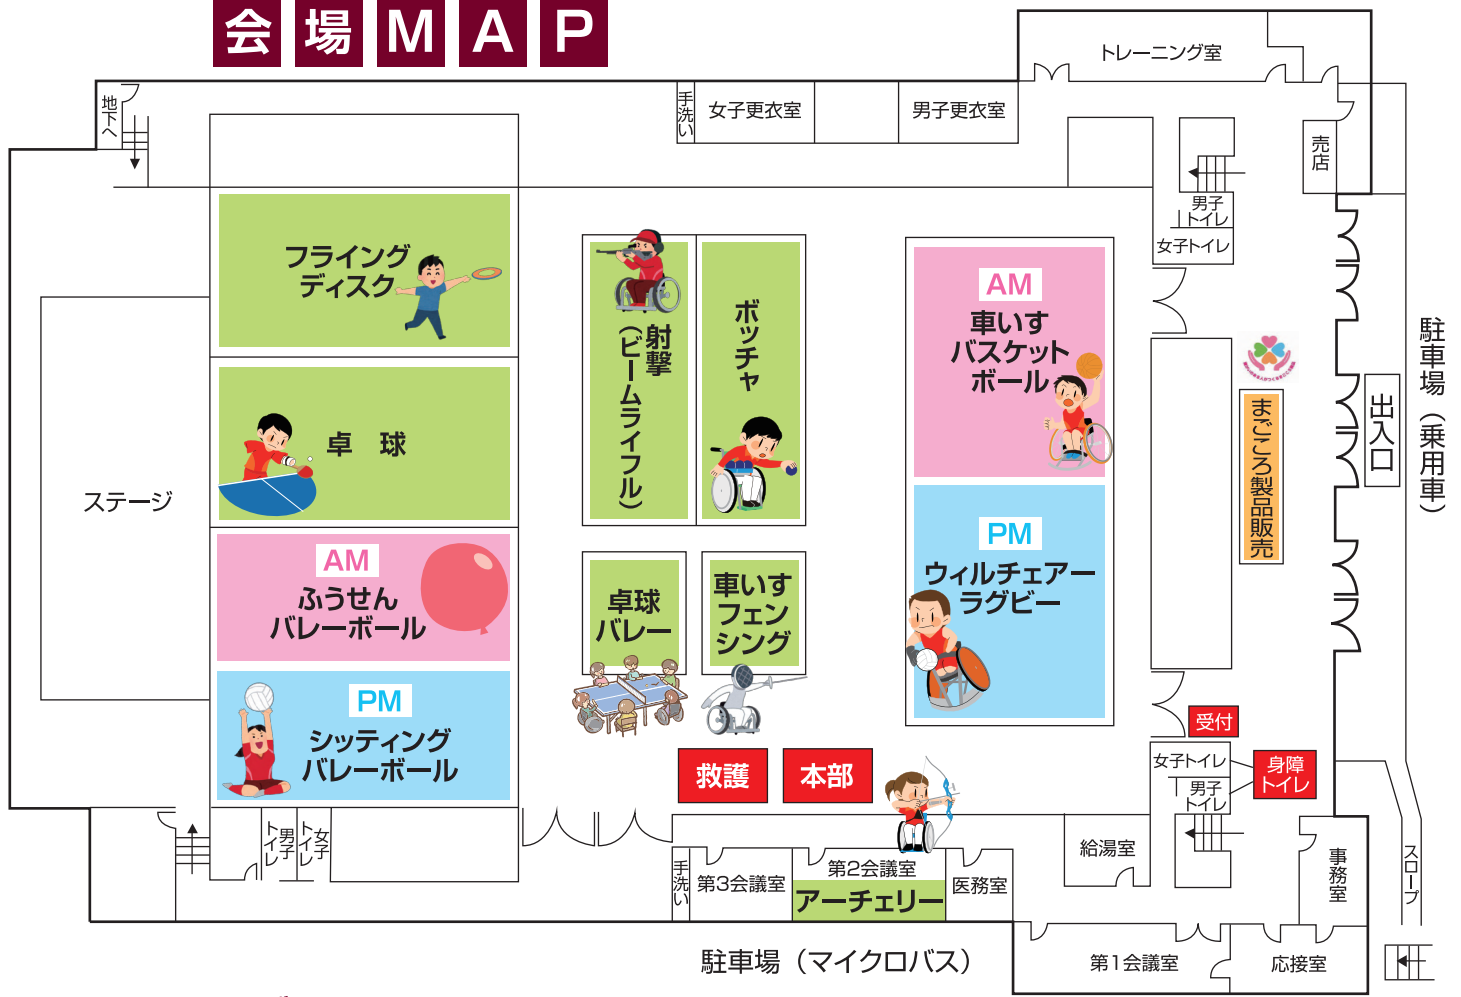 会場MAP
トレーニング室
地下へ
手洗い
女子更衣室
男子更衣室
売店
男子
トイレ
女子トイレ
フライング
ディスク
射撃
（ビームライフル）
ボッチャ
AM
車いす
バスケット
ボール
駐車場（乗用車）
出入口
まごころ製品販売
ステージ
卓 球
AM
ふうせん
バレーボール
卓球
バレー
車いす
フェン
シング
PM
ウィルチェアー
ラグビー
PM
シッティング
バレーボール
受付
救護
本部
女子トイレ
身障
トイレ
男子
トイレ
男子
トイレ
女子
トイレ
手洗い
第3会議室
第2会議室
アーチェリー
医務室
給湯室
事務室
スロープ
駐車場（マイクロバス）
第1会議室
応接室